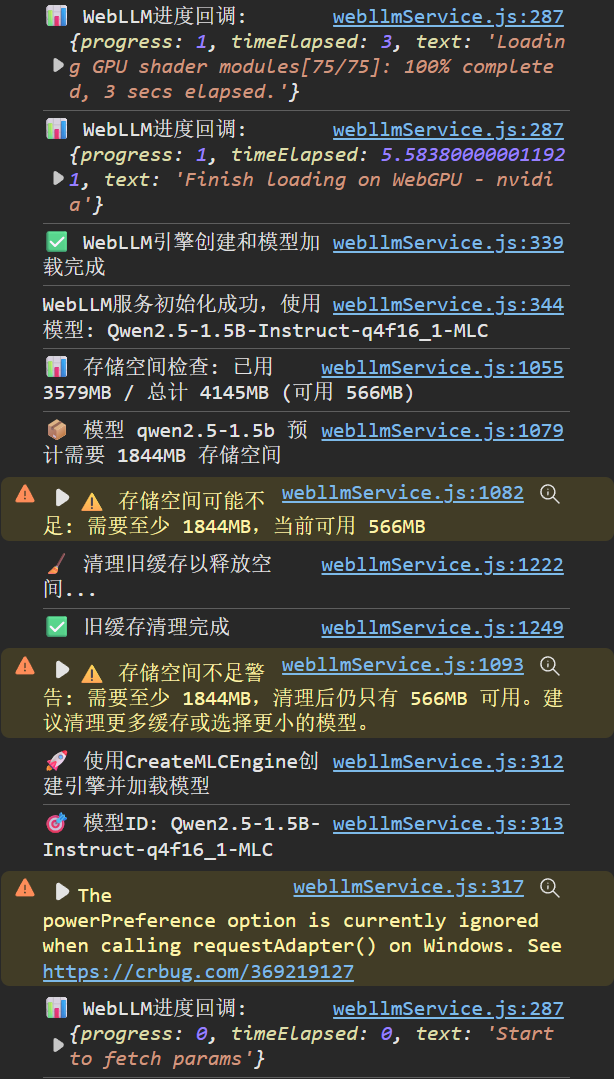 📊 WebLLM进度回调: webllmService.js:287
{progress: 1, timeElapsed: 3, text: 'Loadin
▶g GPU shader modules[75/75]: 100% complete
d, 3 secs elapsed.'}
📊 WebLLM进度回调: webllmService.js:287
{progress: 1, timeElapsed: 5.58380000001192
▶1, text: 'Finish loading on WebGPU - nvidi
a'}
✅ WebLLM引擎创建和模型加 webllmService.js:339
载完成
WebLLM服务初始化成功，使用 webllmService.js:344
模型: Qwen2.5-1.5B-Instruct-q4f16_1-MLC
📊 存储空间检查: 已用 webllmService.js:1055
3579MB / 总计 4145MB (可用 566MB)
📦 模型 qwen2.5-1.5b 预 webllmService.js:1079
计需要 1844MB 存储空间
▶⚠️ 存储空间可能不 webllmService.js:1082
足: 需要至少 1844MB，当前可用 566MB
🧹 清理旧缓存以释放空 webllmService.js:1222
间...
✅ 旧缓存清理完成 webllmService.js:1249
▶⚠️ 存储空间不足警 webllmService.js:1093
告: 需要至少 1844MB，清理后仍只有 566MB 可用。建
议清理更多缓存或选择更小的模型。
🚀 使用CreateMLCEngine创 webllmService.js:312
建引擎并加载模型
🎯 模型ID: Qwen2.5-1.5B- webllmService.js:313
Instruct-q4f16_1-MLC
▶The webllmService.js:317
powerPreference option is currently ignored
when calling requestAdapter() on Windows. See
https://crbug.com/369219127
📊 WebLLM进度回调: webllmService.js:287
{progress: 0, timeElapsed: 0, text: 'Start
▶to fetch params'}